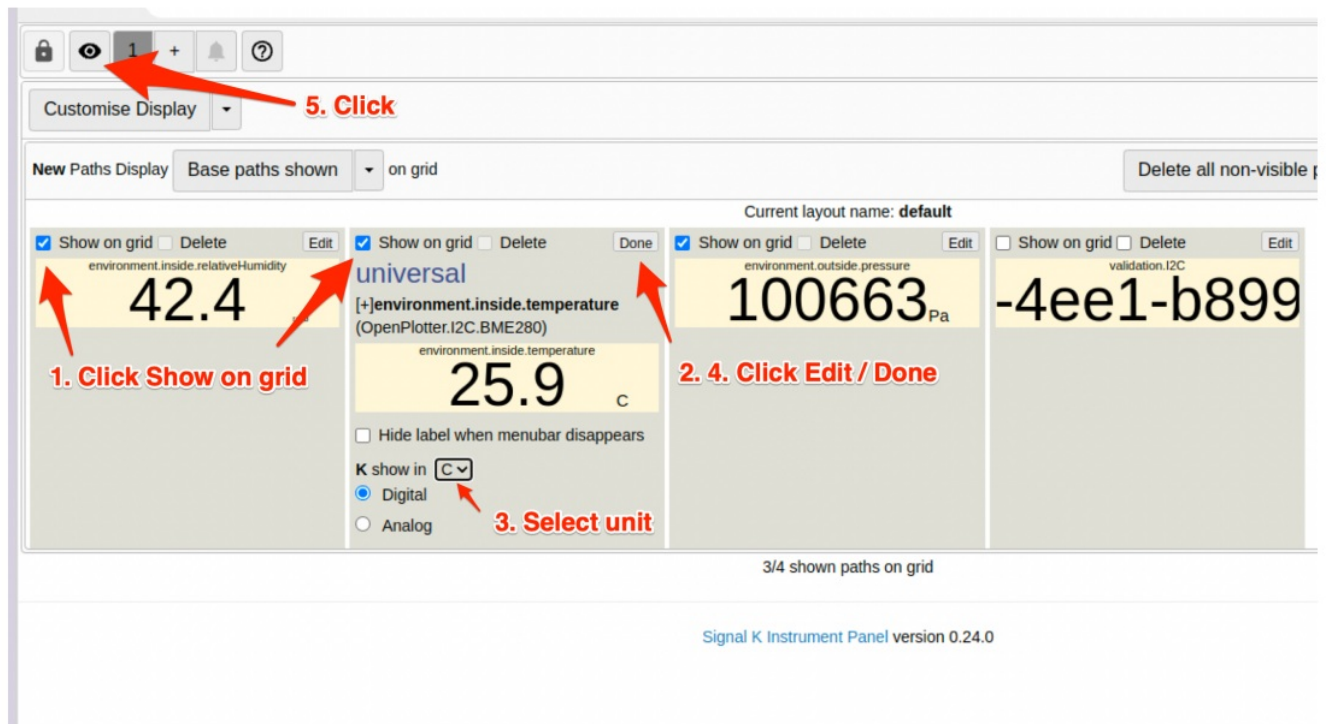 1 +
Customise Display
5. Click
New Paths Display Base paths shown on grid
Delete all non-visible
Current layout name: default
Show on grid Delete Edit
environment.inside.relativeHumidity
42.4
Show on grid Delete Done
universal
[+]environment.inside.temperature
(OpenPlotter.I2C.BME280)
environment.inside.temperature
25.9 C
Hide label when menubar disappears
K show in C
Digital
Analog
Show on grid Delete Edit
environment.outside.pressure
100663 Pa
Show on grid Delete Edit
validation.I2C
-4ee1-b899
1. Click Show on grid
2. 4. Click Edit / Done
3. Select unit
3/4 shown paths on grid
Signal K Instrument Panel version 0.24.0